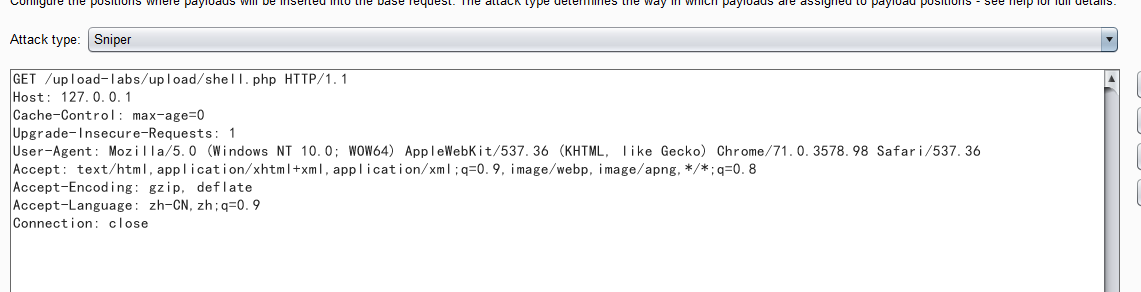 Configure the positions where payloads will be inserted into the base request. The attack type determines the way in which payloads are assigned to payload positions - see help for full details.
Attack type: Sniper
GET /upload-labs/upload/shell.php HTTP/1.1
Host: 127.0.0.1
Cache-Control: max-age=0
Upgrade-Insecure-Requests: 1
User-Agent: Mozilla/5.0 (Windows NT 10.0; WOW64) AppleWebKit/537.36 (KHTML, like Gecko) Chrome/71.0.3578.98 Safari/537.36
Accept: text/html,application/xhtml+xml,application/xml;q=0.9,image/webp,image/apng,*/*;q=0.8
Accept-Encoding: gzip, deflate
Accept-Language: zh-CN,zh;q=0.9
Connection: close